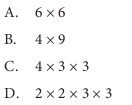 A. 6 × 6
B. 4 × 9
C. 4 × 3 × 3
D. 2 × 2 × 3 × 3